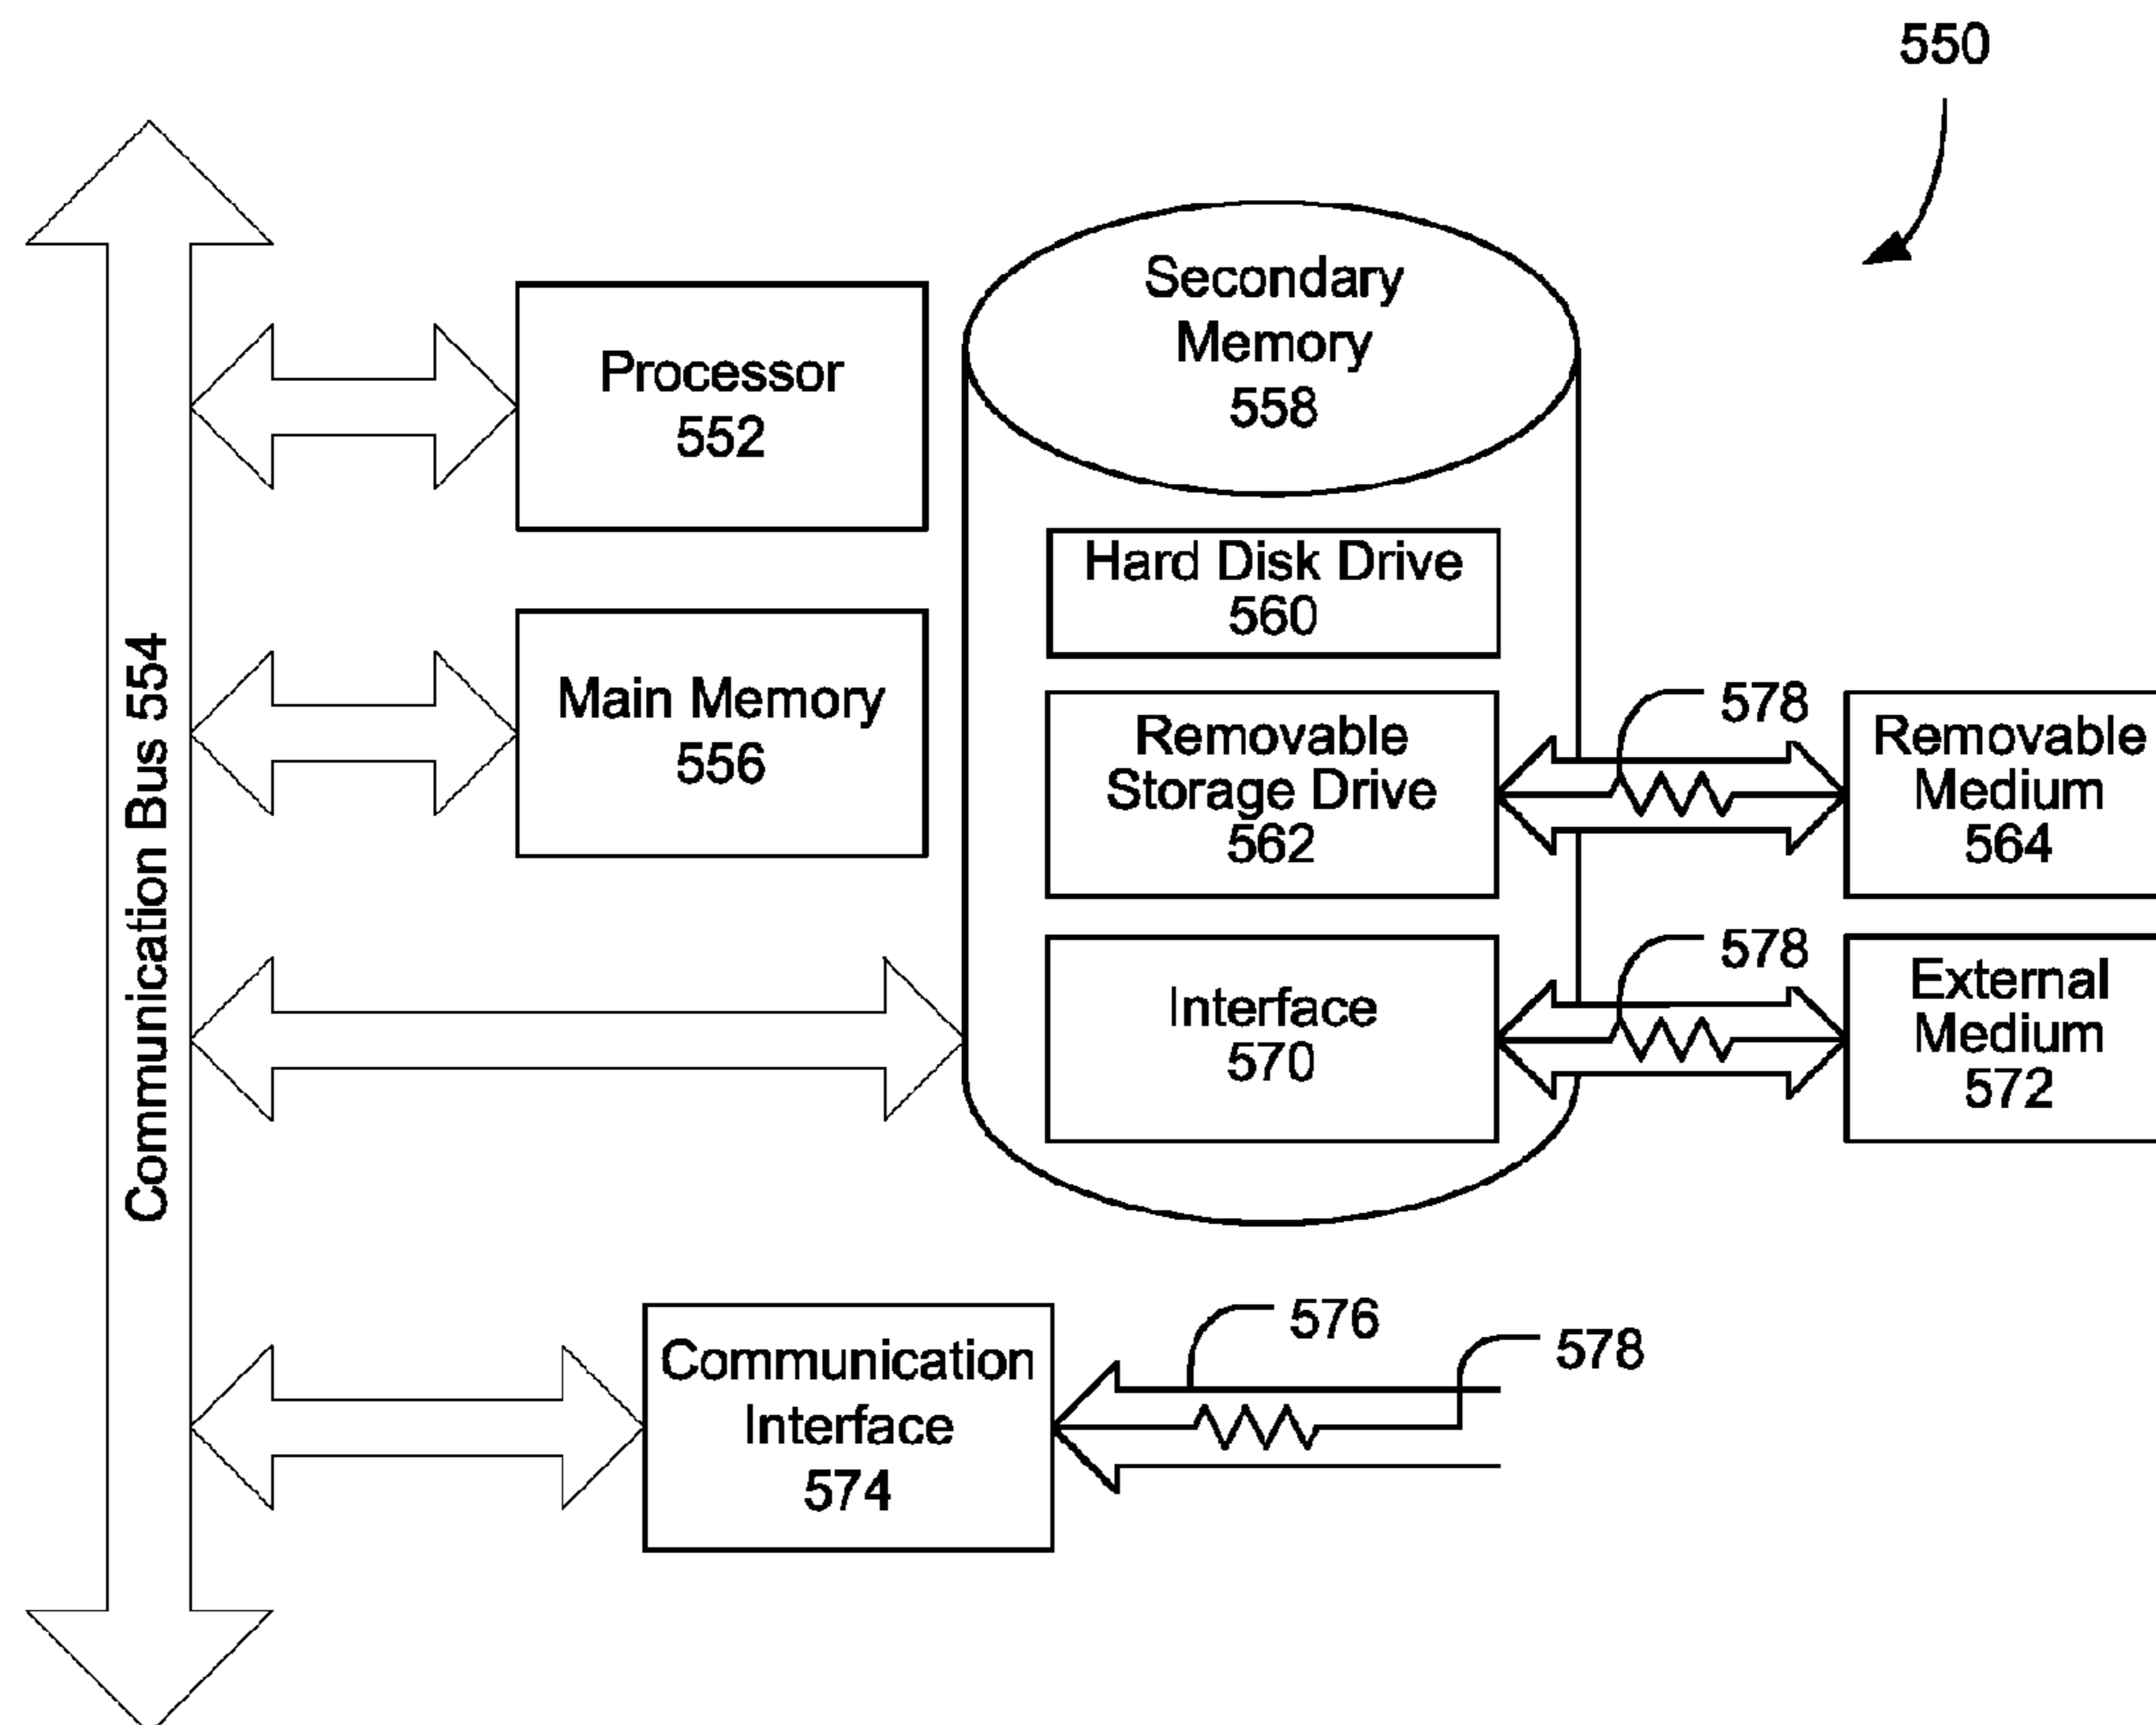 550
Secondary
Memory
558
Processor
552
Hard Disk Drive
560
Main Memory
556
578
Removable
Storage Drive
562
Removable
Medium
564
Communication Bus 554
578
Interface
570
External
Medium
572
Communication
Interface
574
576
578